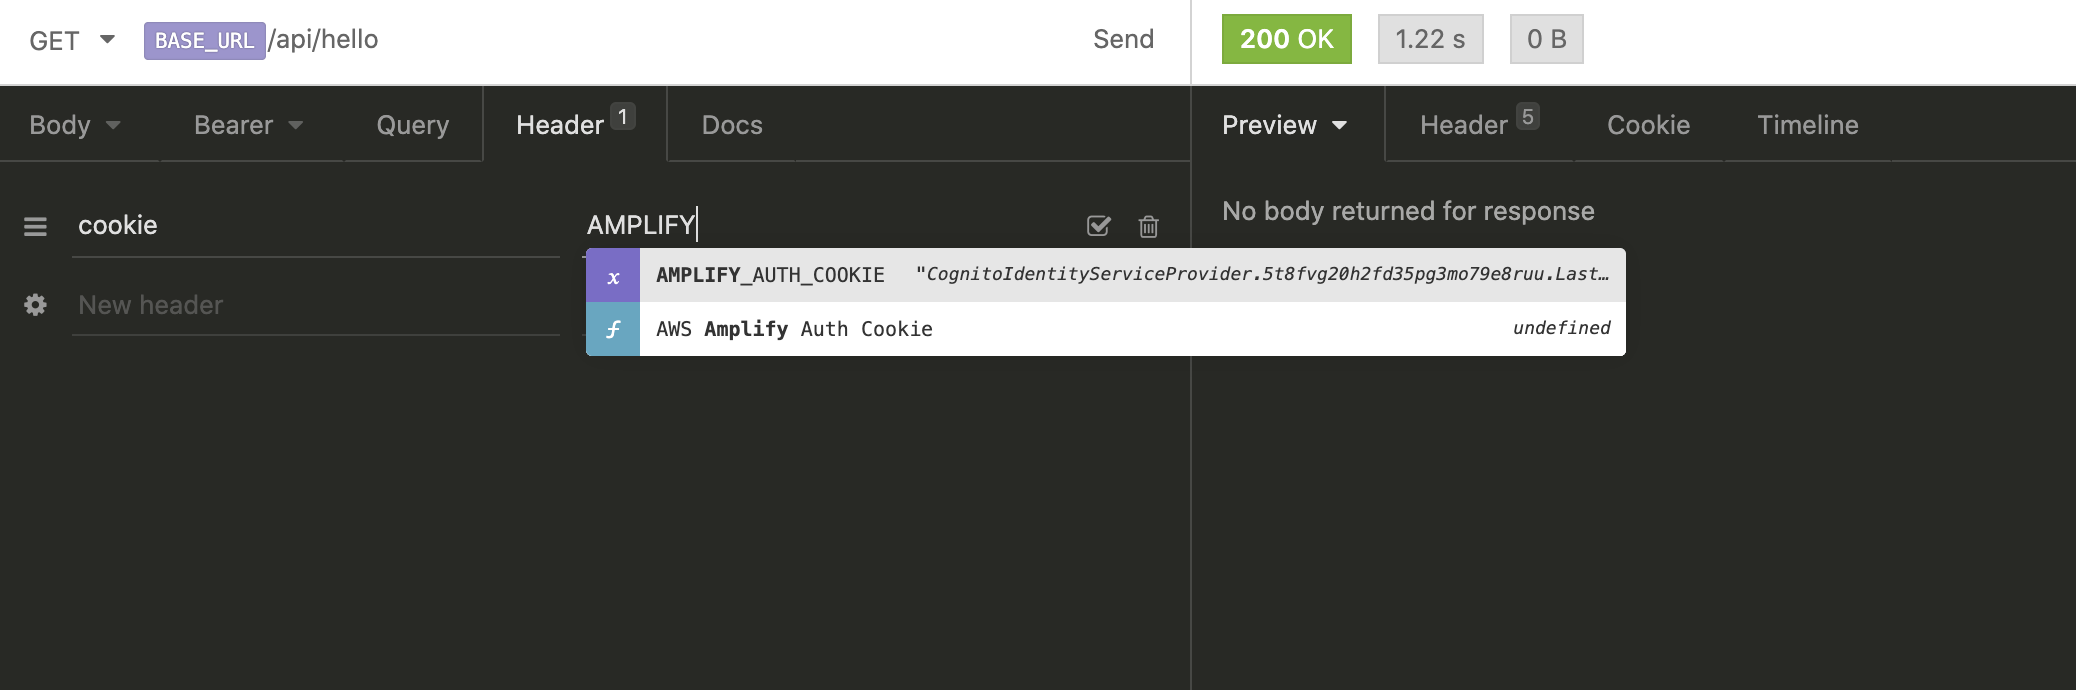 GET BASE_URL/api/hello Send 200 OK 1.22 s 0 B
Body Bearer Query Header 1 Docs Preview Header 5 Cookie Timeline
cookie AMPLIFY No body returned for response
x AMPLIFY_AUTH_COOKIE "CognitoIdentityServiceProvider.5t8fvg20h2fd35pg3mo79e8ruu.Last…
New header
ƒ AWS Amplify Auth Cookie undefined